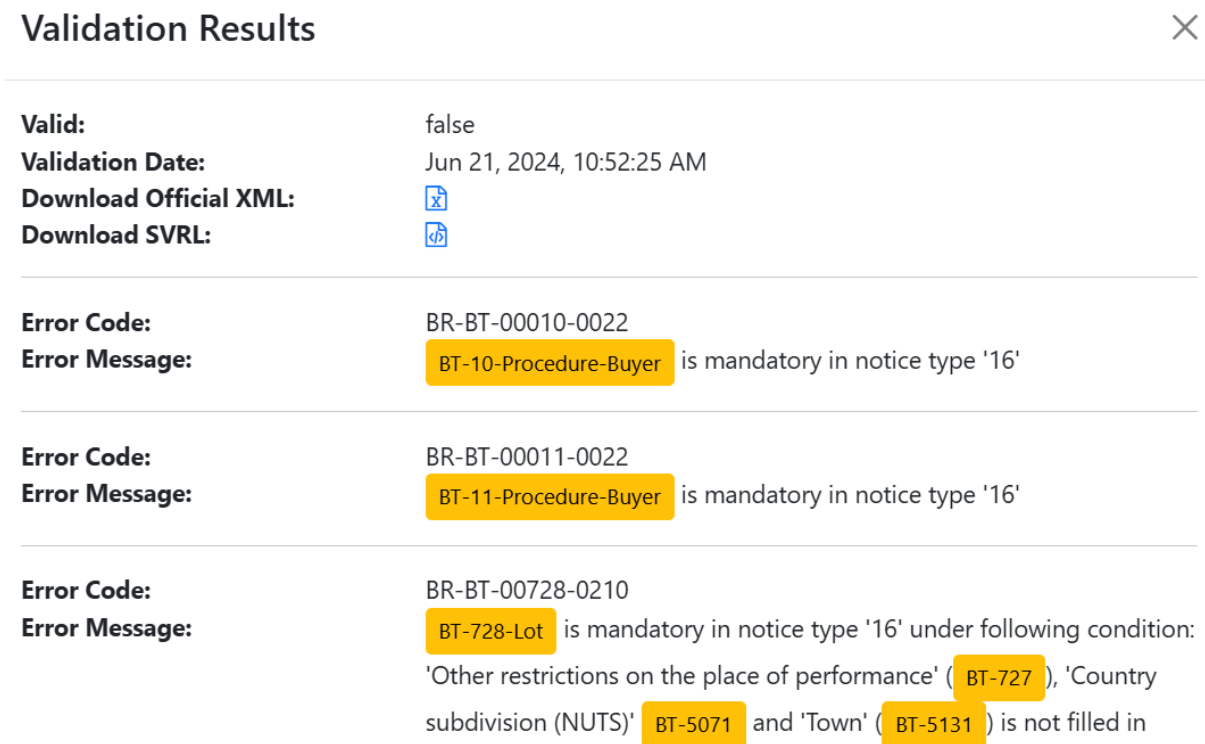 Validation Results
Valid: false
Validation Date: Jun 21, 2024, 10:52:25 AM
Download Official XML:
Download SVRL:
Error Code: BR-BT-00010-0022
Error Message: BT-10-Procedure-Buyer is mandatory in notice type '16'
Error Code: BR-BT-00011-0022
Error Message: BT-11-Procedure-Buyer is mandatory in notice type '16'
Error Code: BR-BT-00728-0210
Error Message: BT-728-Lot is mandatory in notice type '16' under following condition:
'Other restrictions on the place of performance' ( BT-727 ), 'Country
subdivision (NUTS)' BT-5071 and 'Town' ( BT-5131 ) is not filled in